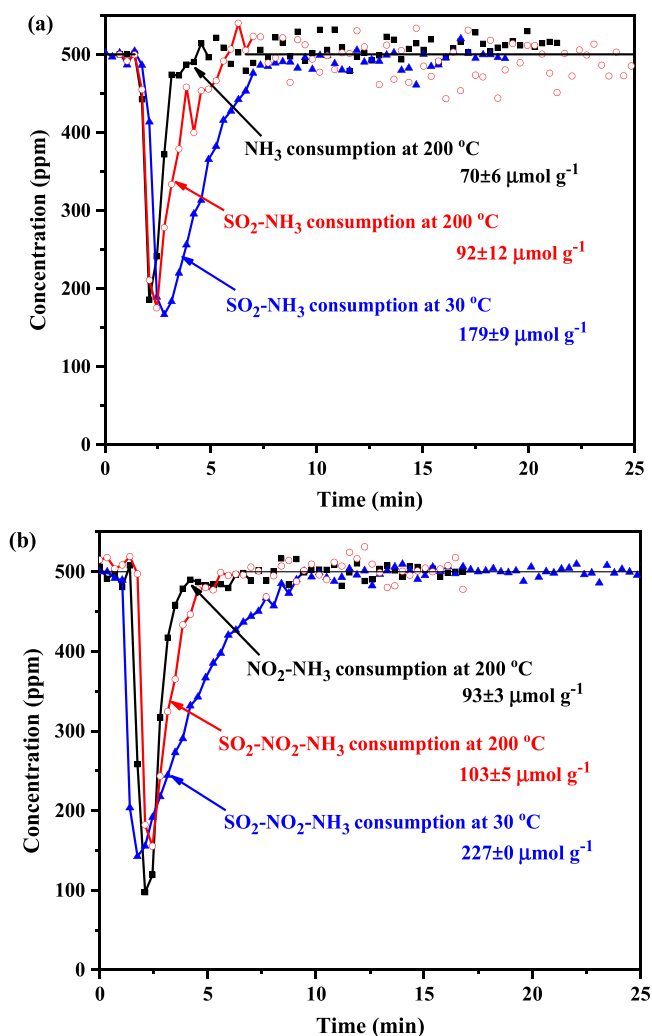 (a)
500
400
300
200
100
0
Concentration (ppm)
NH₃ consumption at 200 °C
70±6 μmol g⁻¹
SO₂-NH₃ consumption at 200 °C
92±12 μmol g⁻¹
SO₂-NH₃ consumption at 30 °C
179±9 μmol g⁻¹
0 5 10 15 20 25
Time (min)
(b)
500
400
300
200
100
0
Concentration (ppm)
NO₂-NH₃ consumption at 200 °C
93±3 μmol g⁻¹
SO₂-NO₂-NH₃ consumption at 200 °C
103±5 μmol g⁻¹
SO₂-NO₂-NH₃ consumption at 30 °C
227±0 μmol g⁻¹
0 5 10 15 20 25
Time (min)